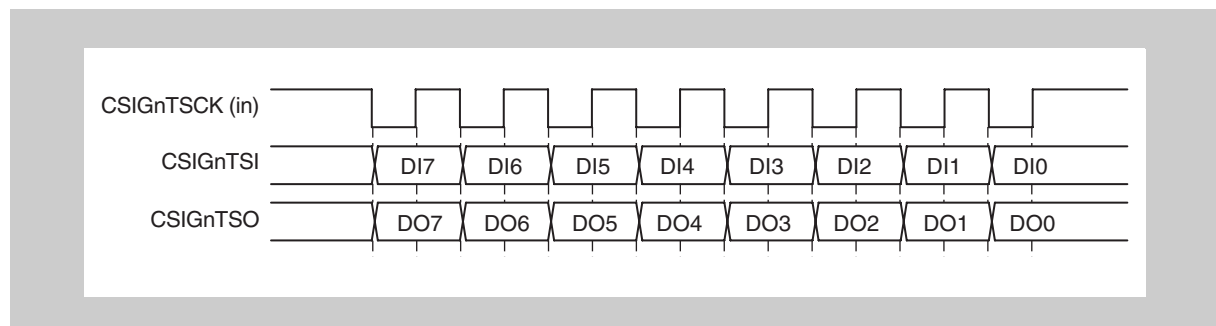 CSIGnTSCK (in)
CSIGnTSI DI7 DI6 DI5 DI4 DI3 DI2 DI1 DI0
CSIGnTSO DO7 DO6 DO5 DO4 DO3 DO2 DO1 DO0